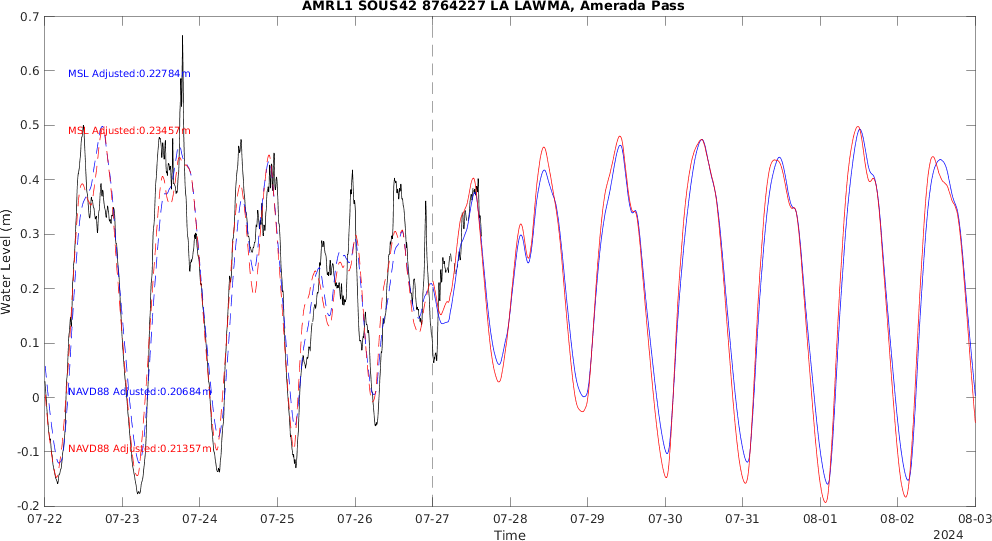 AMRL1 SOUS42 8764227 LA LAWMA, Amerada Pass
0.7
0.6
0.5
0.4
0.3
0.2
0.1
0
-0.1
-0.2
Water Level (m)
MSL Adjusted:0.22784m
MSL Adjusted:0.23457m
NAVD88 Adjusted:0.20684m
NAVD88 Adjusted:0.21357m
07-22 07-23 07-24 07-25 07-26 07-27 07-28 07-29 07-30 07-31 08-01 08-02 08-03
Time
2024